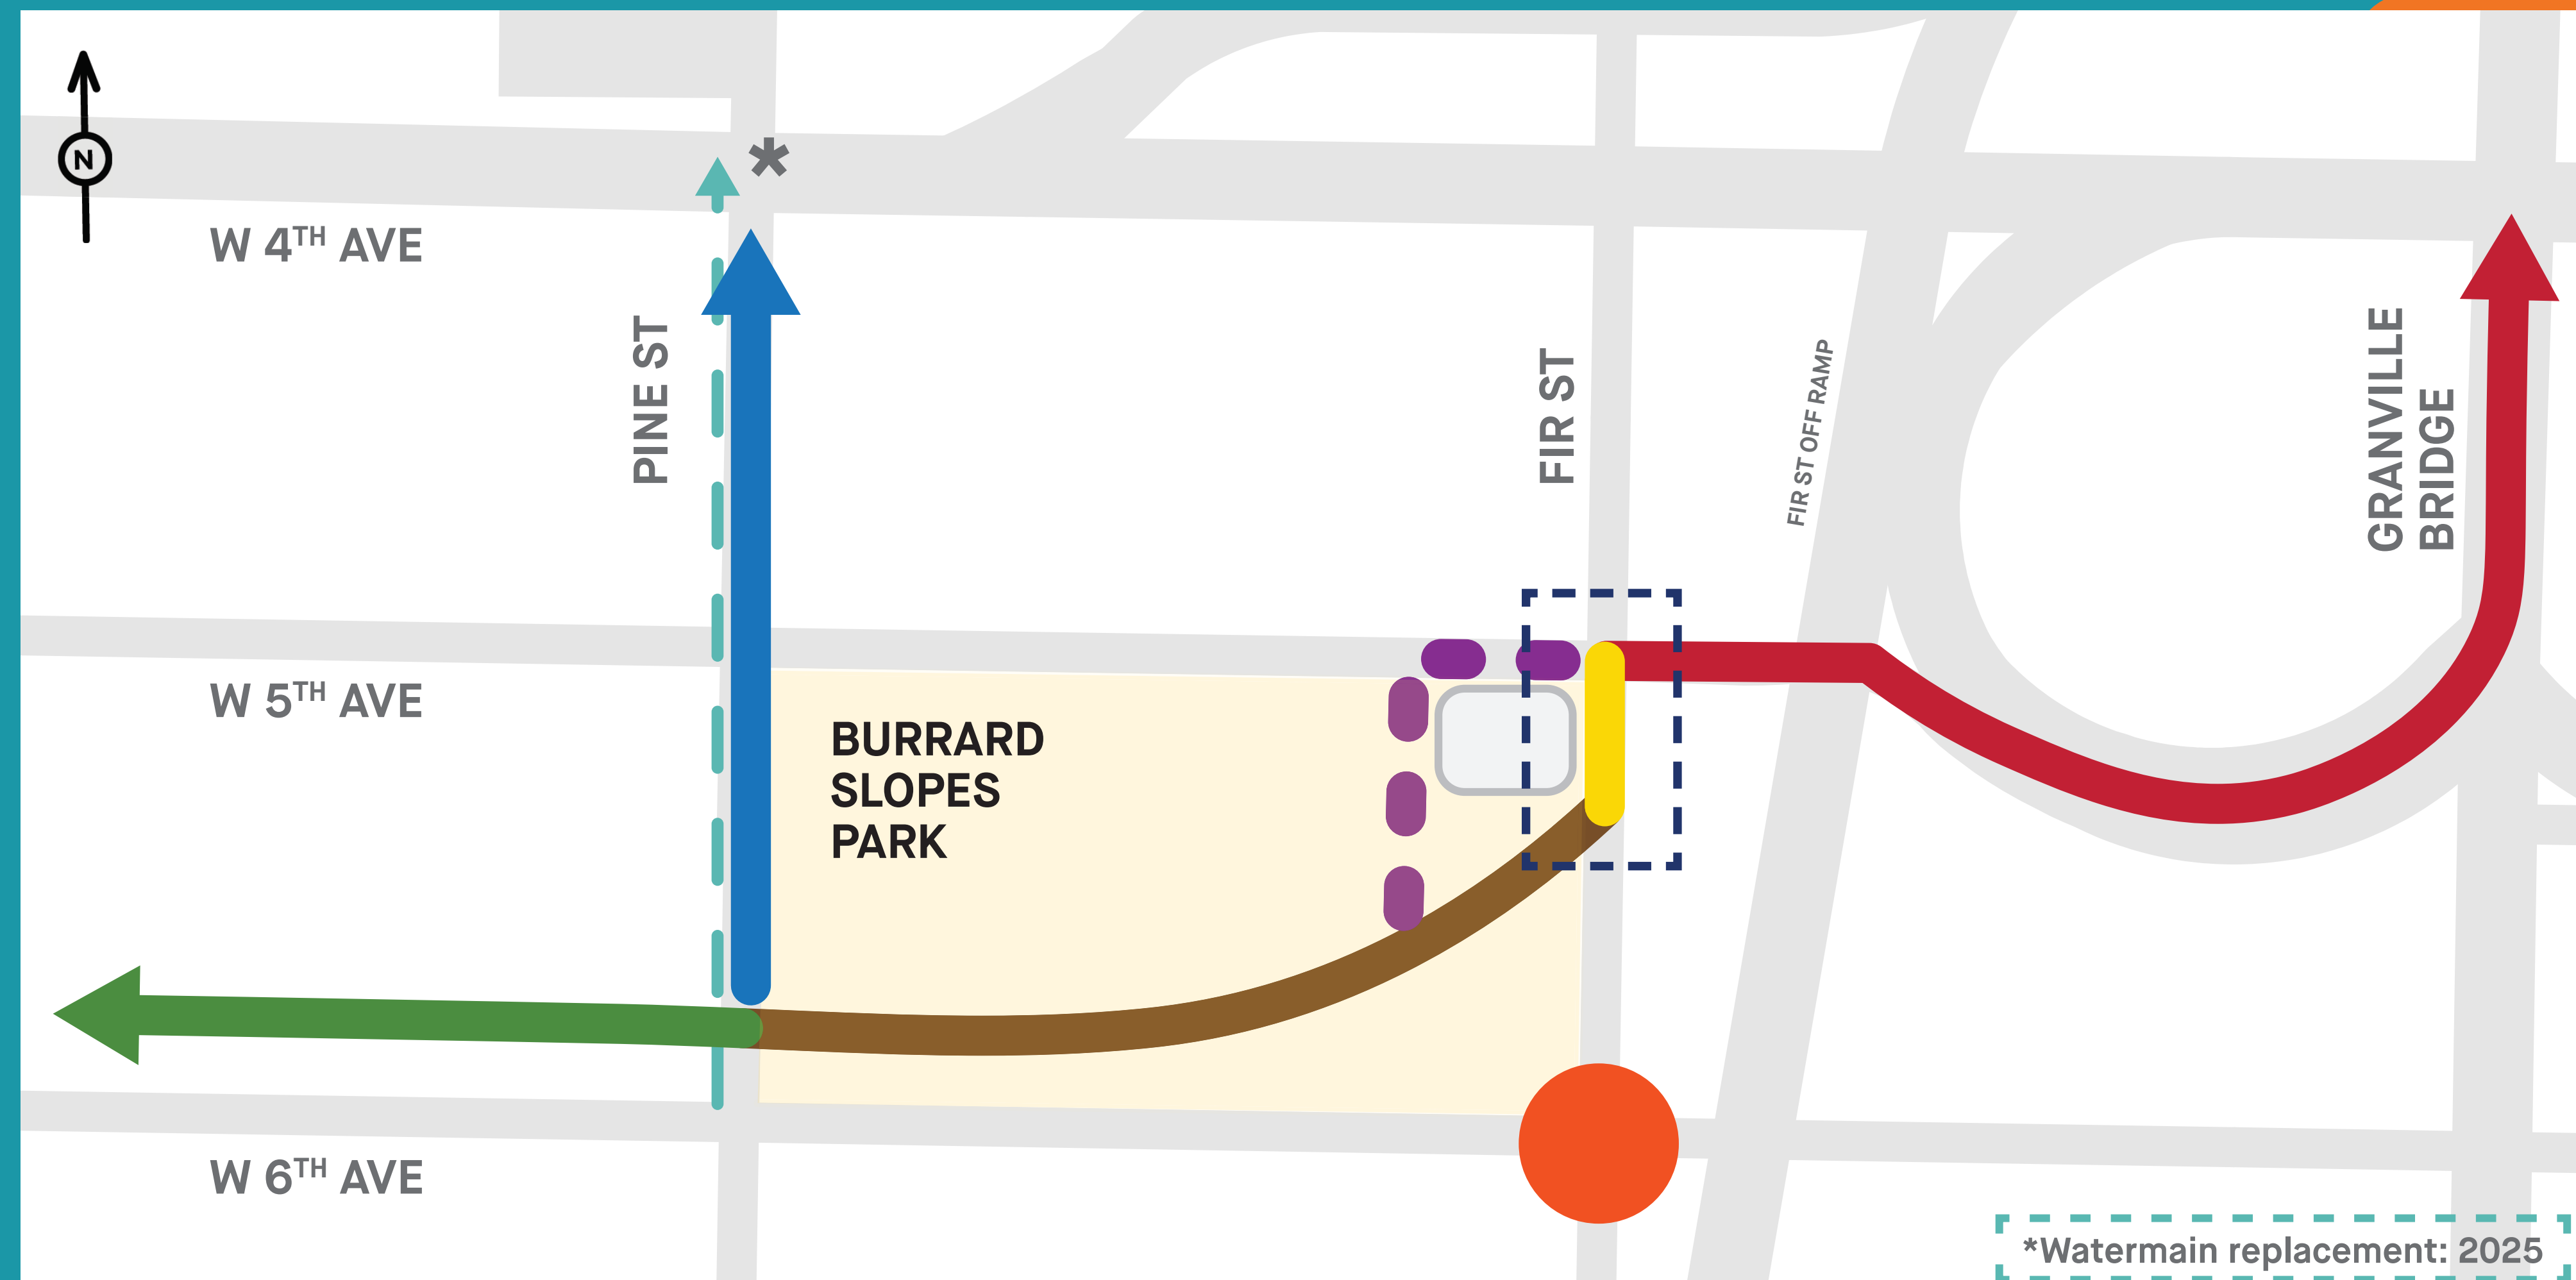 N
*
W 4TH AVE
PINE ST
FIR ST
FIR ST OFF RAMP
GRANVILLE
BRIDGE
W 5TH AVE
BURRARD
SLOPES
PARK
W 6TH AVE
*Watermain replacement: 2025